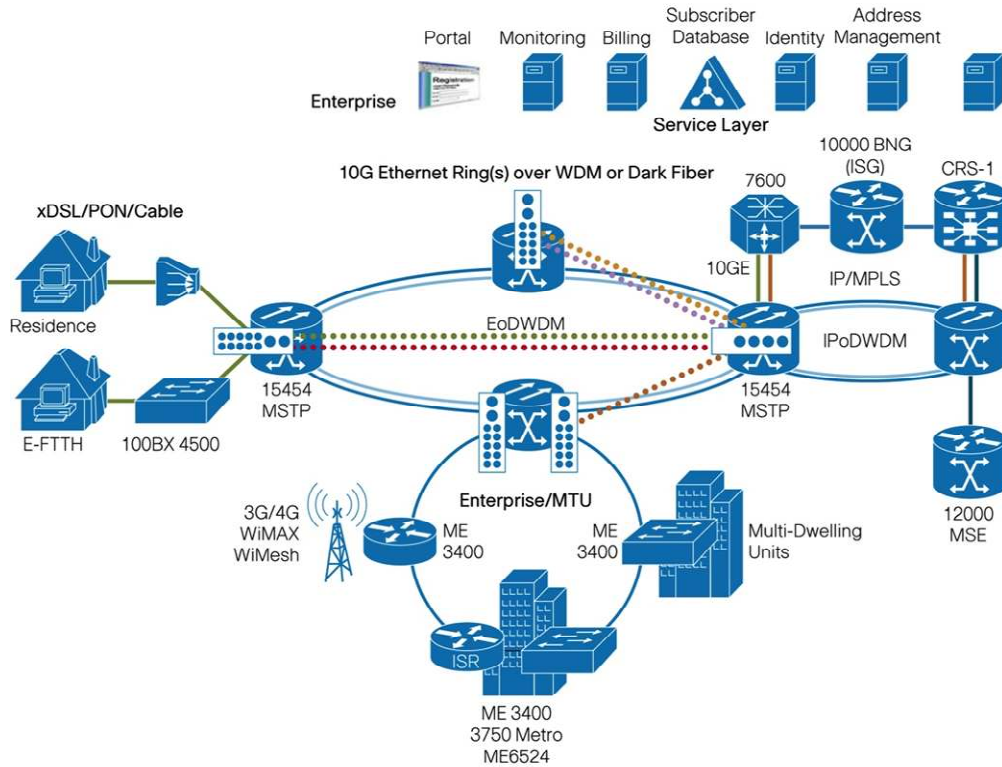 Subscriber
Address
Portal
Monitoring
Billing
Database
Identity
Management
Registration
Enterprise
Service Layer
10000 BNG
(ISG)
7600
CRS-1
10G Ethernet Ring(s) over WDM or Dark Fiber
xDSL/PON/Cable
10GE
IP/MPLS
Residence
EoDWDM
IPoDWDM
15454
MSTP
15454
MSTP
E-FTTH
100BX 4500
Enterprise/MTU
3G/4G
WiMAX
WiMesh
ME
3400
ME
3400
Multi-Dwelling
Units
12000
MSE
ISR
ME 3400
3750 Metro
ME6524